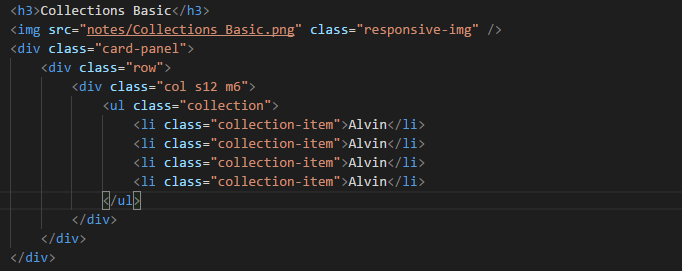 <h3>Collections Basic</h3>
<img src="notes/Collections Basic.png" class="responsive-img" />
<div class="card-panel">
    <div class="row">
        <div class="col s12 m6">
            <ul class="collection">
                <li class="collection-item">Alvin</li>
                <li class="collection-item">Alvin</li>
                <li class="collection-item">Alvin</li>
                <li class="collection-item">Alvin</li>
            </ul>
        </div>
    </div>
</div>